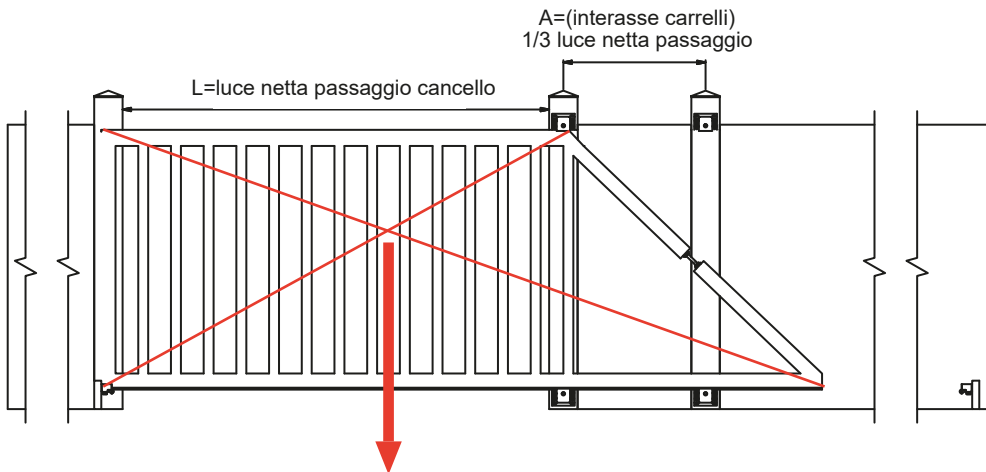 A=(interasse carrelli)
1/3 luce netta passaggio
L=luce netta passaggio cancello